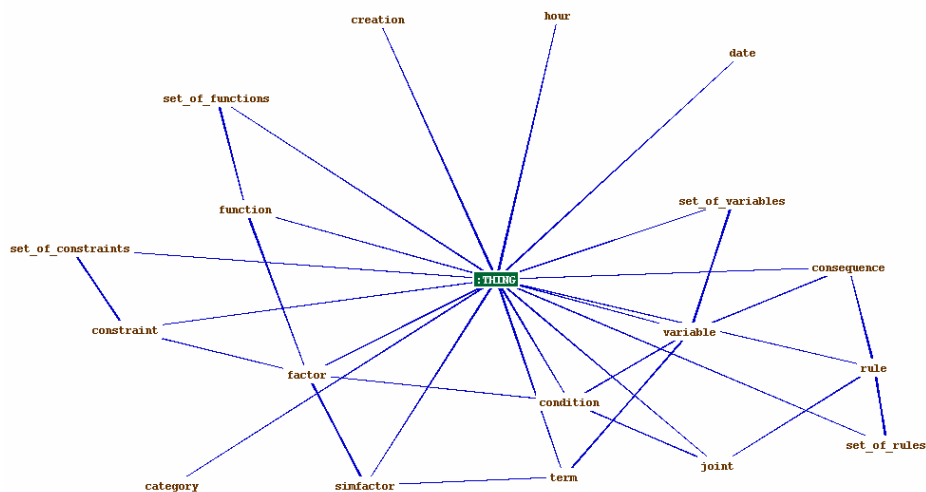 hour
creation
date
set_of_functions
set_of_variables
function
set_of_constraints
consequence
:THING
constraint
variable
rule
factor
condition
set_of_rules
joint
term
category
simfactor